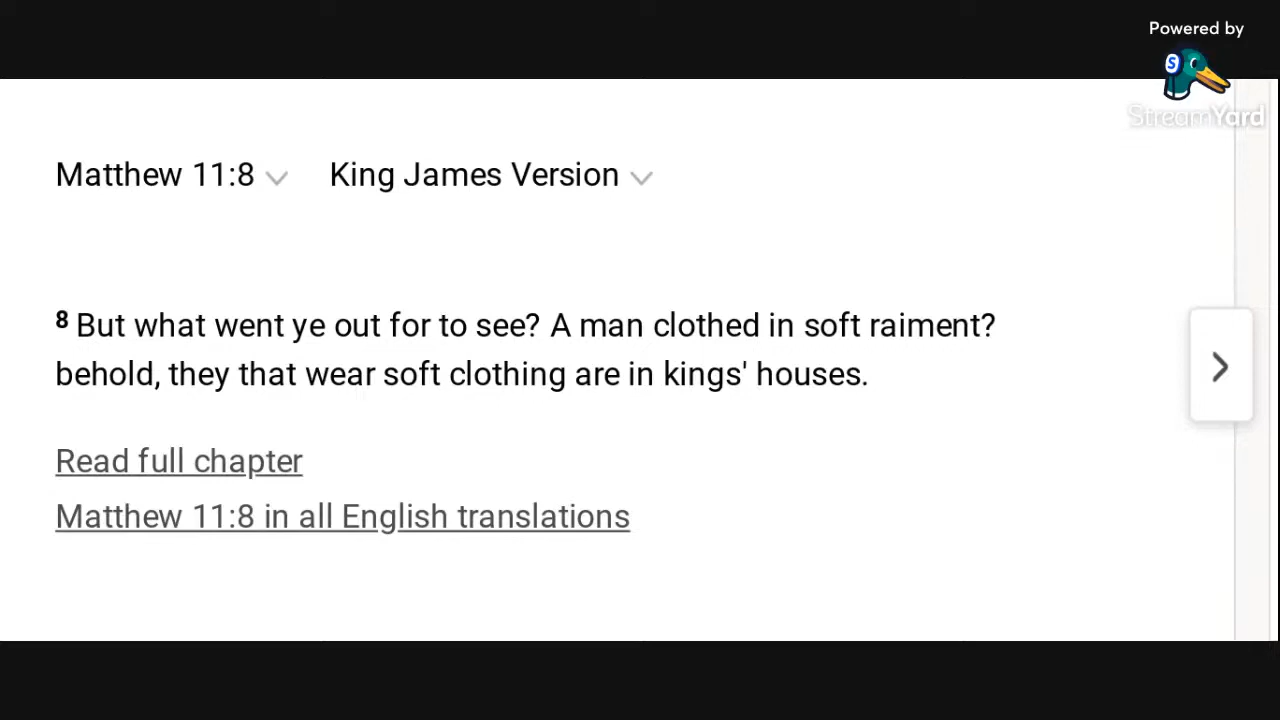 Powered by
S
StreamYard
Matthew 11:8 King James Version
8 But what went ye out for to see? A man clothed in soft raiment?
behold, they that wear soft clothing are in kings' houses.
Read full chapter
Matthew 11:8 in all English translations